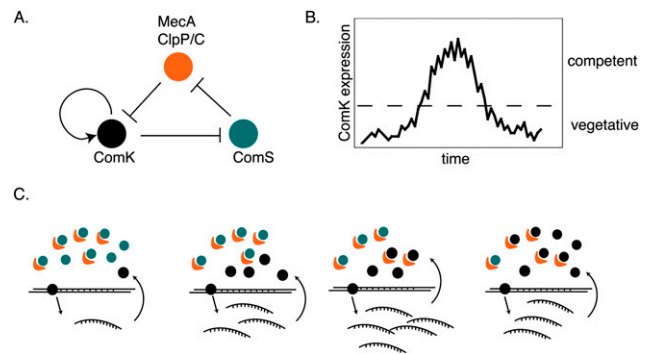 A.
MecA
ClpP/C
ComK
ComS
B.
ComK expression
competent
vegetative
time
C.